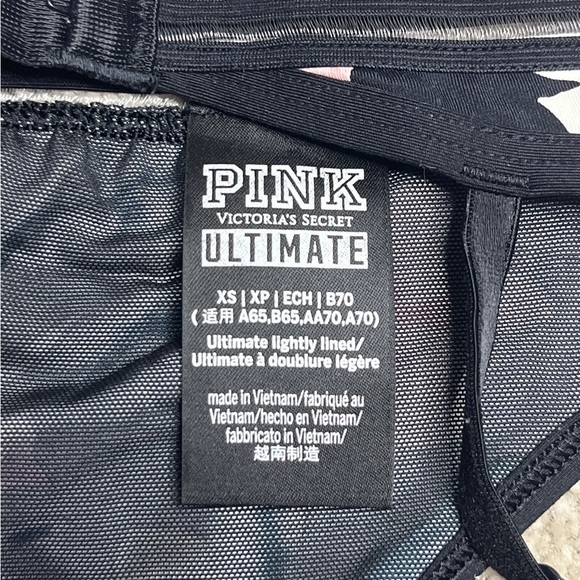 PINK
VICTORIA'S SECRET
ULTIMATE
XS | XP | ECH | B70
( 适用 A65,B65,AA70,A70)
Ultimate lightly lined/
Ultimate à doublure légère
made in Vietnam/fabriqué au
Vietnam/hecho en Vietnam/
fabbricato in Vietnam/
越南制造